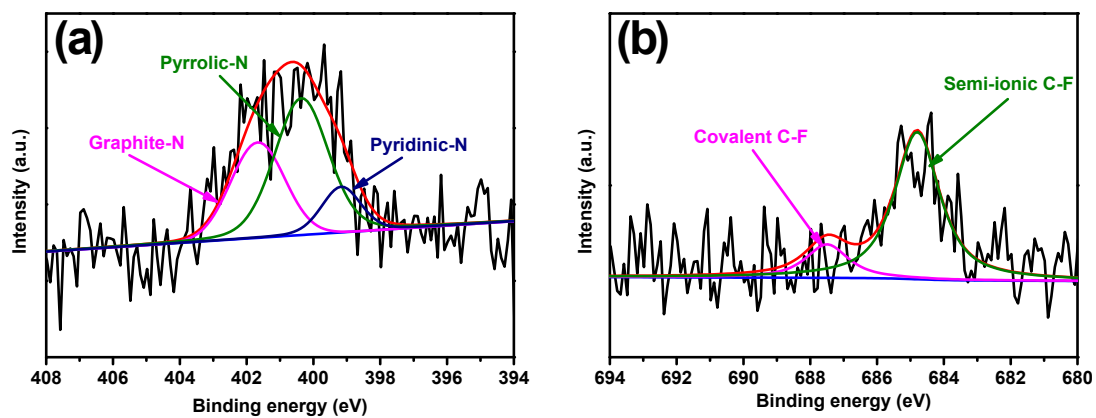 (a)
Pyrrolic-N
Graphite-N
Pyridinic-N
Intensity (a.u.)
408 406 404 402 400 398 396 394
Binding energy (eV)
(b)
Semi-ionic C-F
Covalent C-F
Intensity (a.u.)
694 692 690 688 686 684 682 680
Binding energy (eV)